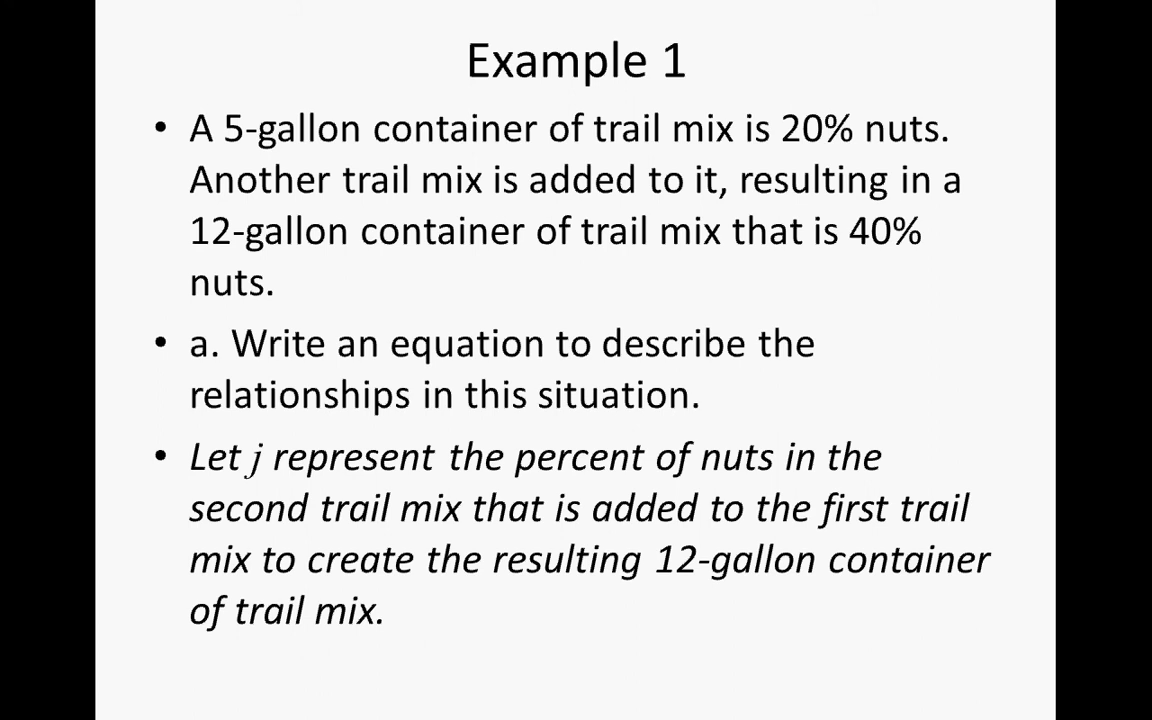 Example 1
• A 5-gallon container of trail mix is 20% nuts.
Another trail mix is added to it, resulting in a
12-gallon container of trail mix that is 40%
nuts.
• a. Write an equation to describe the
relationships in this situation.
• Let j represent the percent of nuts in the
second trail mix that is added to the first trail
mix to create the resulting 12-gallon container
of trail mix.